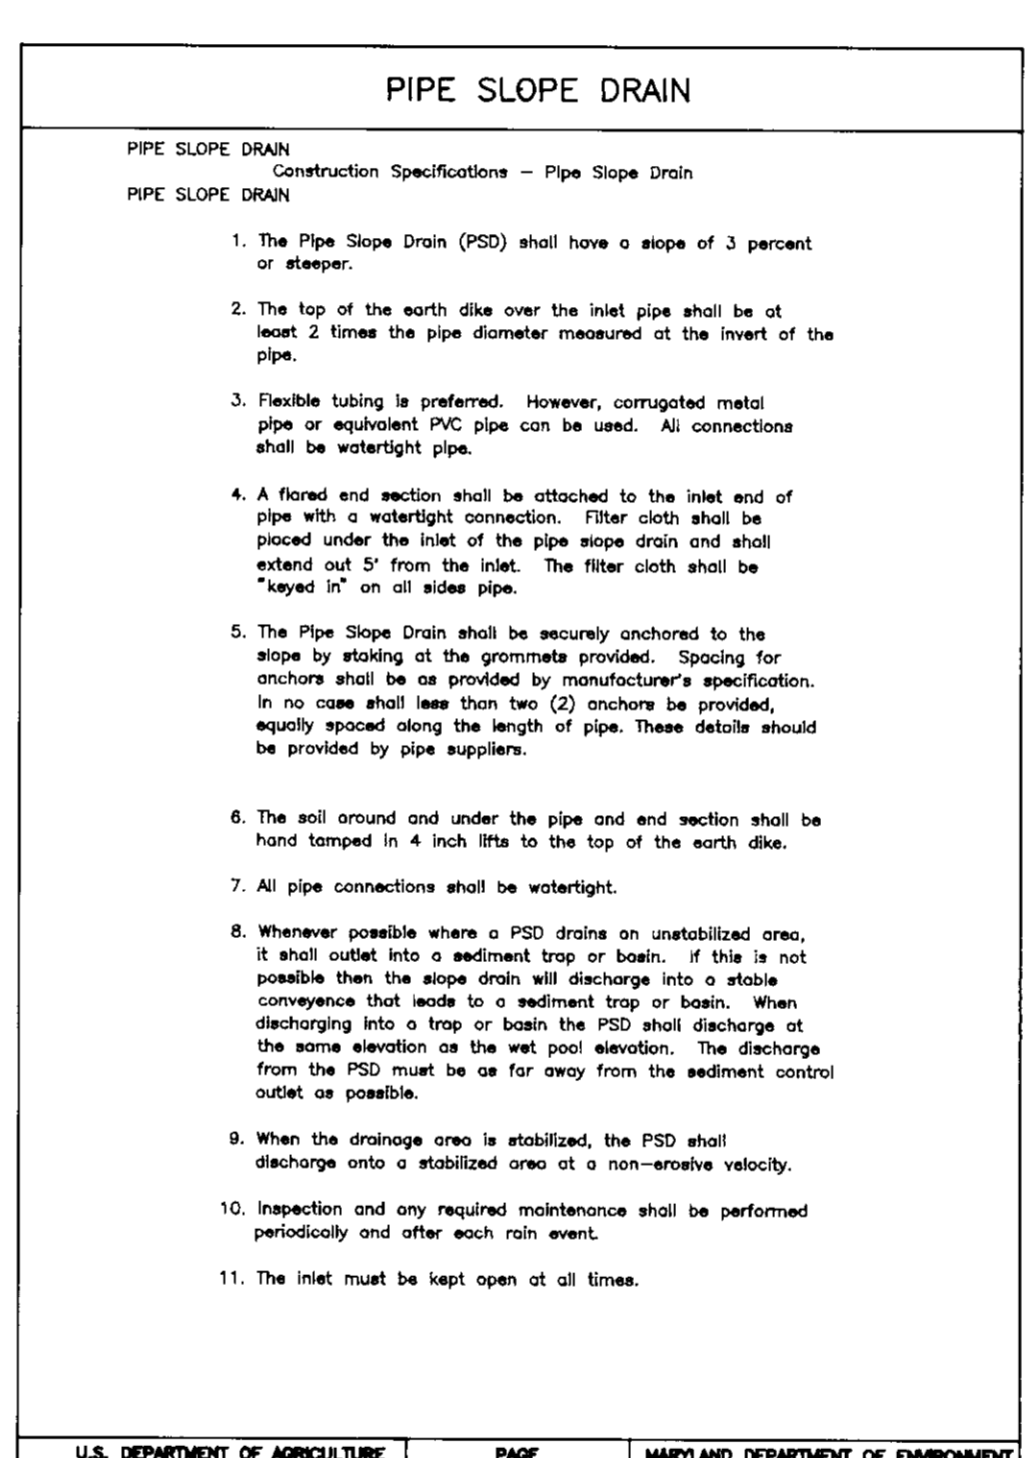 PIPE SLOPE DRAIN
PIPE SLOPE DRAIN
Construction Specifications – Pipe Slope Drain
PIPE SLOPE DRAIN
1. The Pipe Slope Drain (PSD) shall have a slope of 3 percent
or steeper.
2. The top of the earth dike over the inlet pipe shall be at
least 2 times the pipe diameter measured at the invert of the
pipe.
3. Flexible tubing is preferred. However, corrugated metal
pipe or equivalent PVC pipe can be used. All connections
shall be watertight pipe.
4. A flared end section shall be attached to the inlet end of
pipe with a watertight connection. Filter cloth shall be
placed under the inlet of the pipe slope drain and shall
extend out 5' from the inlet. The filter cloth shall be
"keyed in" on all sides pipe.
5. The Pipe Slope Drain shall be securely anchored to the
slope by staking at the grommets provided. Spacing for
anchors shall be as provided by manufacturer's specification.
In no case shall less than two (2) anchors be provided,
equally spaced along the length of pipe. These details should
be provided by pipe suppliers.
6. The soil around and under the pipe and end section shall be
hand tamped in 4 inch lifts to the top of the earth dike.
7. All pipe connections shall be watertight.
8. Whenever possible where a PSD drains an unstabilized area,
it shall outlet into a sediment trap or basin. If this is not
possible then the slope drain will discharge into a stable
conveyence that leads to a sediment trap or basin. When
discharging into a trap or basin the PSD shall discharge at
the same elevation as the wet pool elevation. The discharge
from the PSD must be as far away from the sediment control
outlet as possible.
9. When the drainage area is stabilized, the PSD shall
discharge onto a stabilized area at a non-erosive velocity.
10. Inspection and any required maintenance shall be performed
periodically and after each rain event.
11. The inlet must be kept open at all times.
U.S. DEPARTMENT OF AGRICULTURE PAGE MARYLAND DEPARTMENT OF ENVIRONMENT